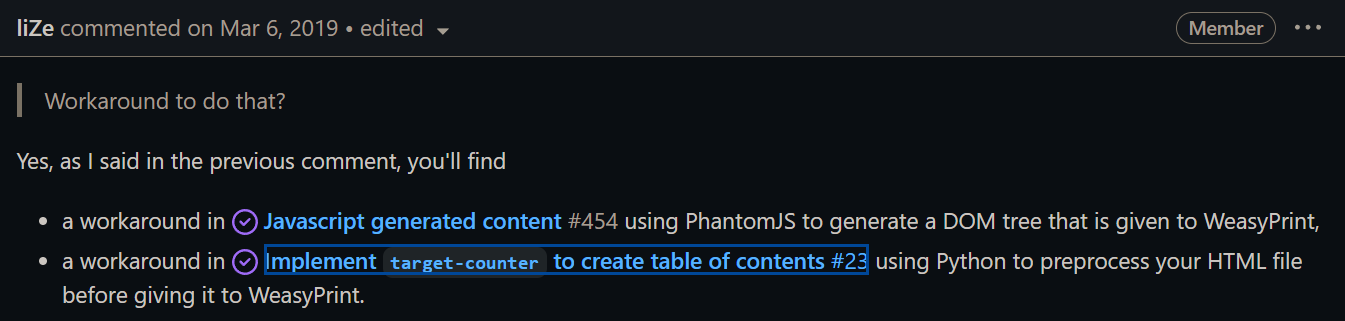 liZe commented on Mar 6, 2019 • edited Member
Workaround to do that?
Yes, as I said in the previous comment, you'll find
• a workaround in Javascript generated content #454 using PhantomJS to generate a DOM tree that is given to WeasyPrint,
• a workaround in Implement target-counter to create table of contents #23 using Python to preprocess your HTML file
before giving it to WeasyPrint.